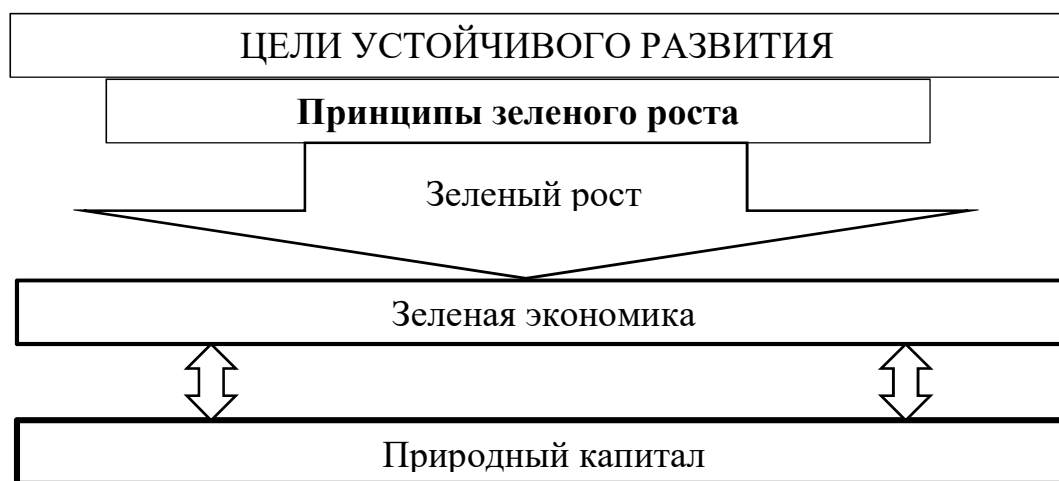 ЦЕЛИ УСТОЙЧИВОГО РАЗВИТИЯ
Принципы зеленого роста
Зеленый рост
Зеленая экономика
Природный капитал